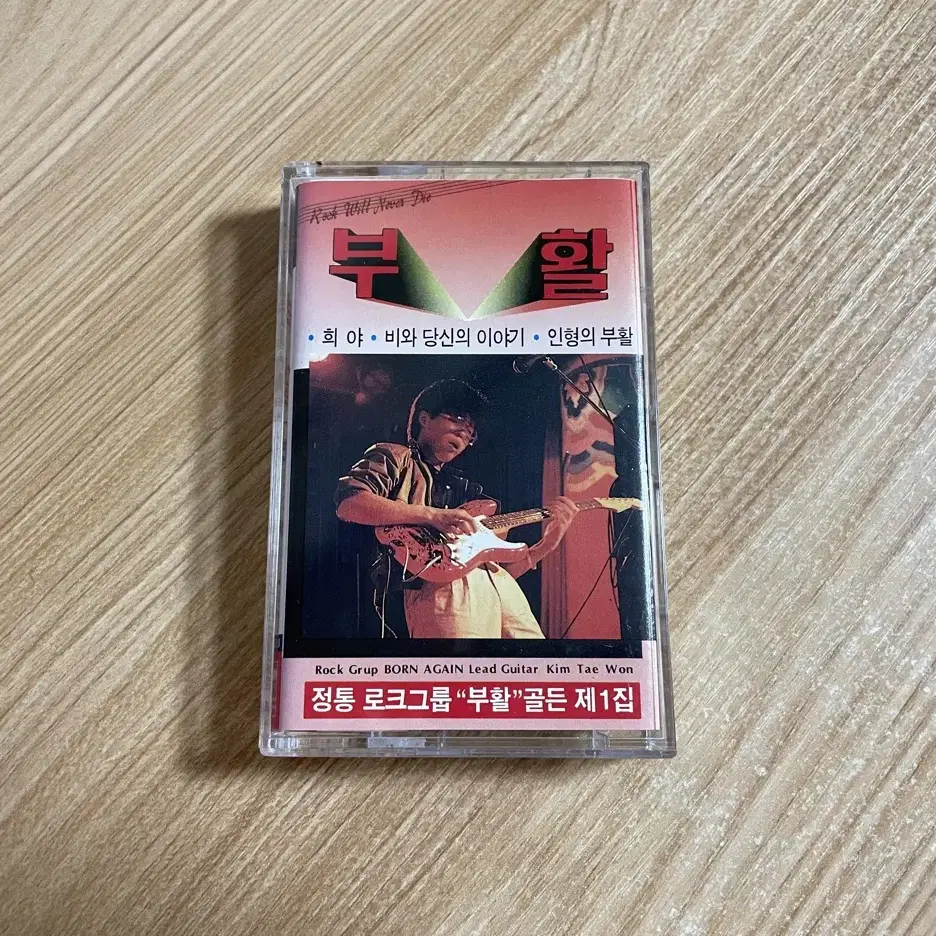 Rock Will Never Die
부활
• 희 야 • 비와 당신의 이야기 • 인형의 부활
Rock Grup BORN AGAIN Lead Guitar Kim Tae Won
정통 로크그룹 “부활” 골든 제1집